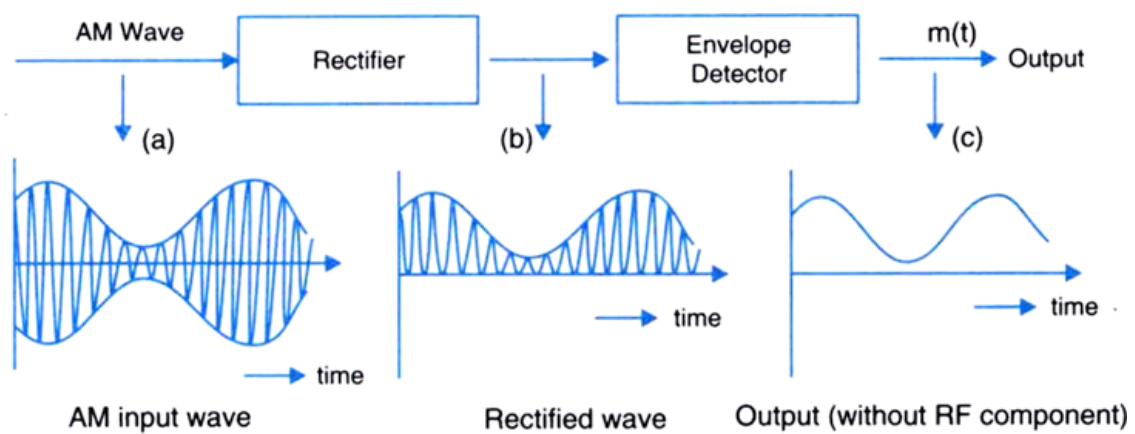 AM Wave
Rectifier
Envelope
Detector
m(t)
Output
(a)
(b)
(c)
time
time
time
AM input wave
Rectified wave
Output (without RF component)